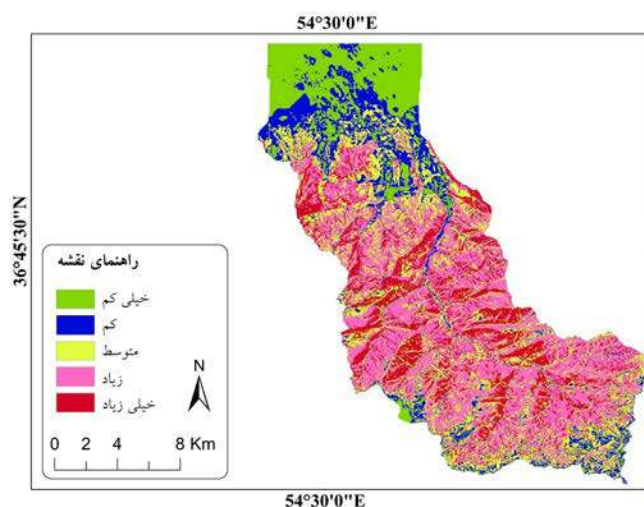 54°30'0"E
36°45'30"N
راهنمای نقشه
خیلی کم
کم
متوسط
زیاد
خیلی زیاد
N
0 2 4 8 Km
54°30'0"E